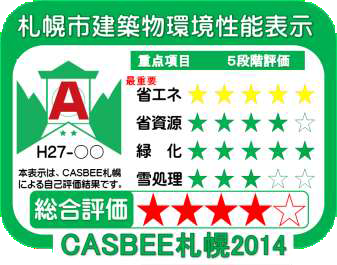 札幌市建築物環境性能表示
重点項目 5段階評価
最重要
省エネ ★★★★★
A
省資源 ★★★★☆
H27-○○
緑 化 ★★★★★
本表示は、CASBEE札幌
による自己評価結果です。
雪処理 ★★★☆☆
総合評価 ★★★★☆
CASBEE札幌2014